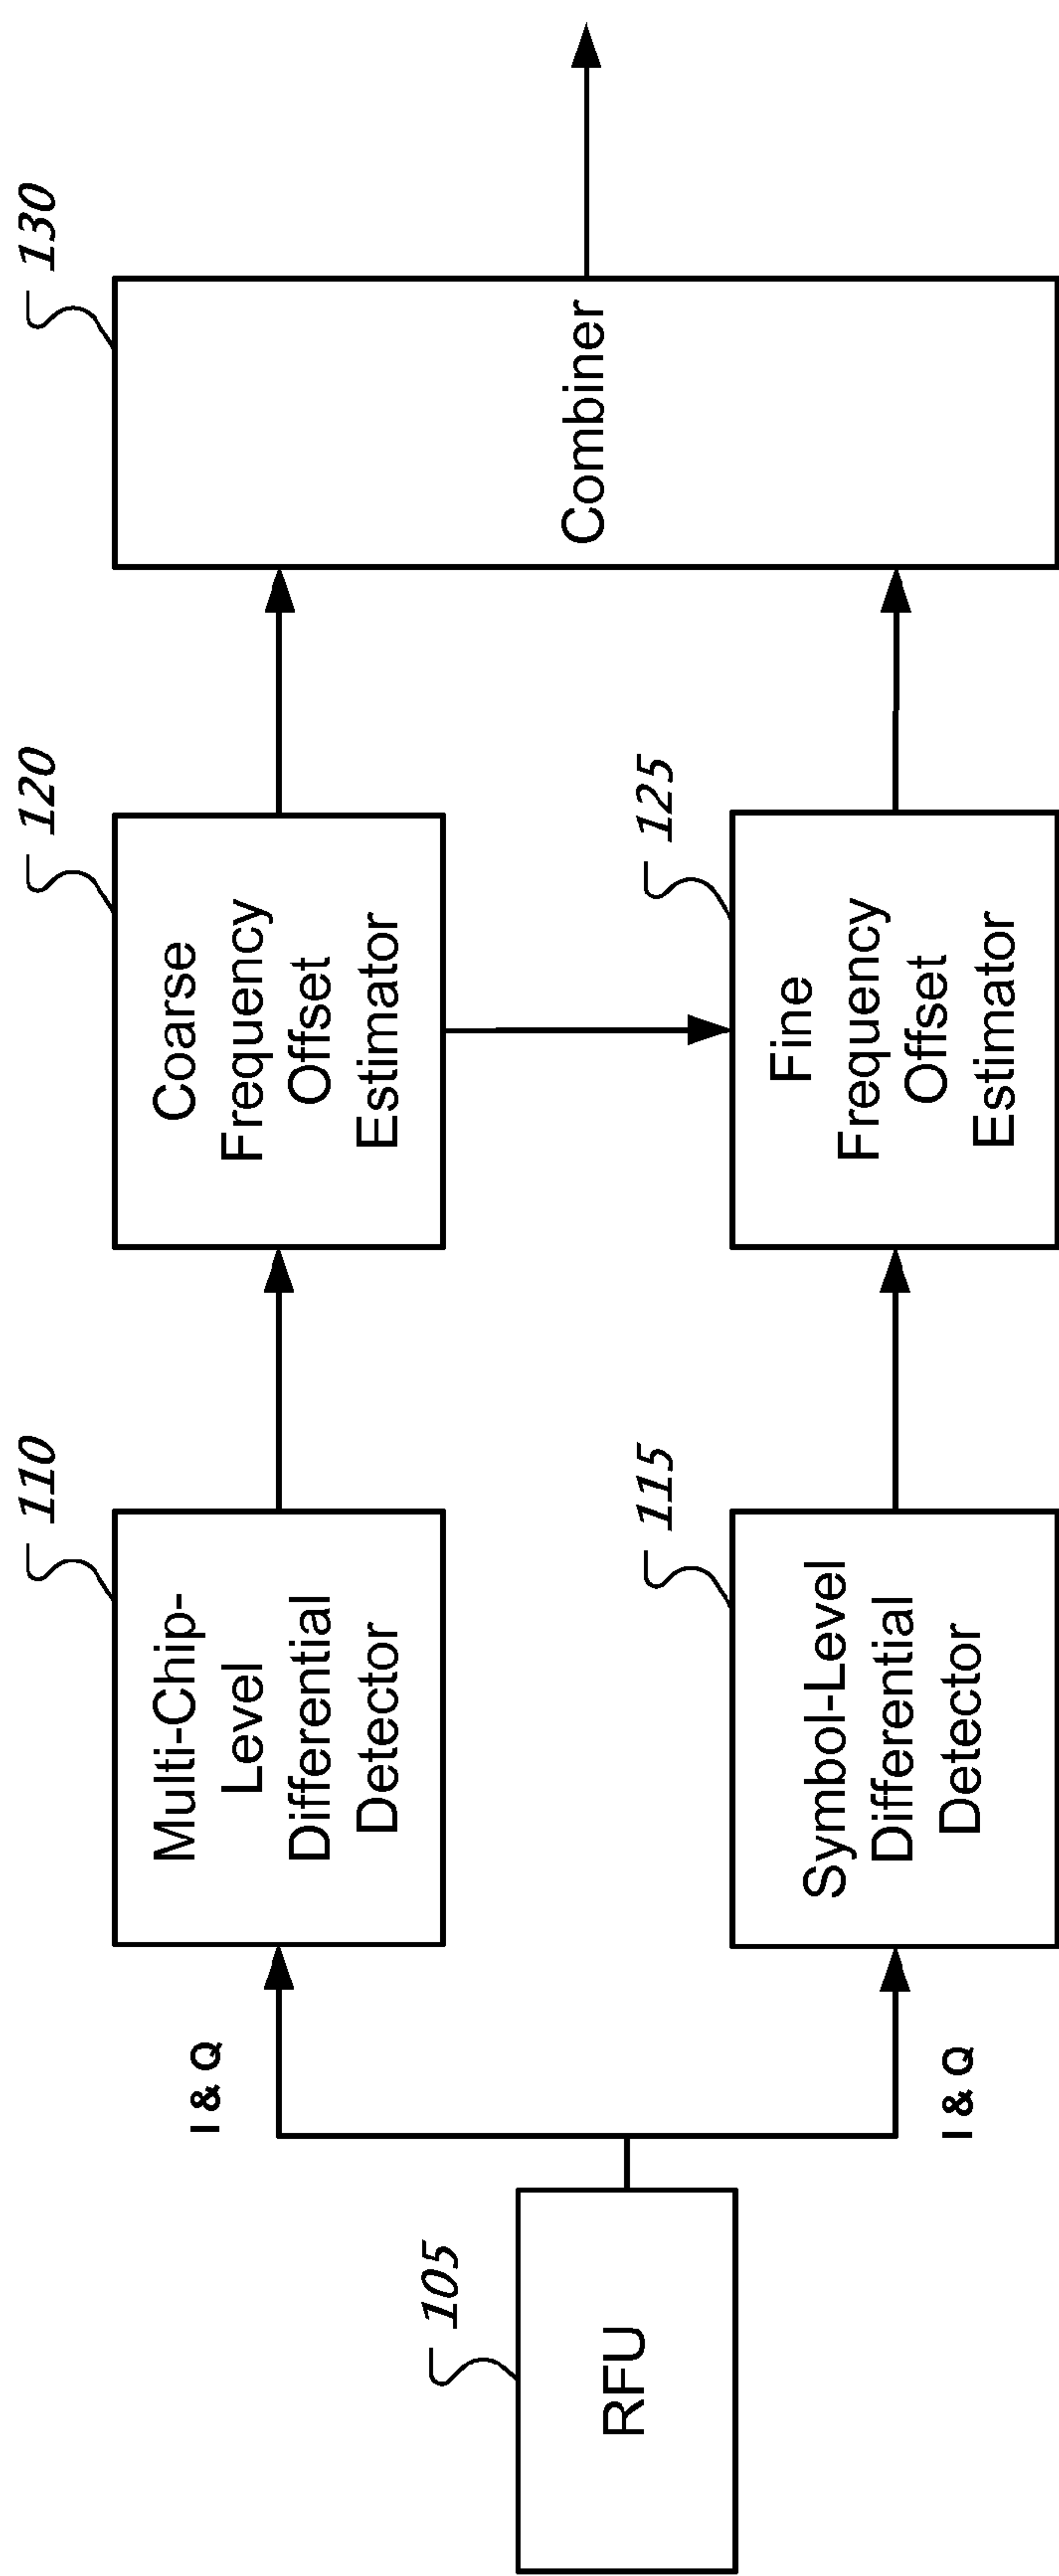 105
RFU
I & Q
I & Q
110
Multi-Chip-
Level
Differential
Detector
115
Symbol-Level
Differential
Detector
120
Coarse
Frequency
Offset
Estimator
125
Fine
Frequency
Offset
Estimator
130
Combiner